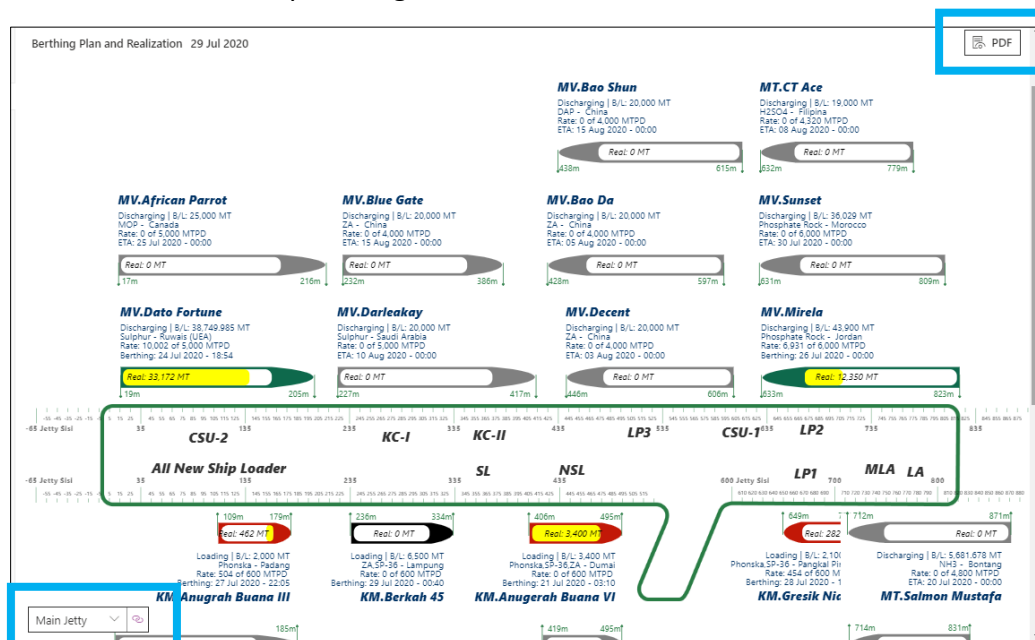 Berthing Plan and Realization 29 Jul 2020
PDF
MV.Bao Shun
Discharging | B/L: 20,000 MT
DAP - China
Rate: 0 of 4,000 MTPD
ETA: 15 Aug 2020 - 00:00
Real: 0 MT
438m 615m
MT.CT Ace
Discharging | B/L: 19,000 MT
H2SO4 - Filipina
Rate: 0 of 4,320 MTPD
ETA: 08 Aug 2020 - 00:00
Real: 0 MT
632m 779m
MV.African Parrot
Discharging | B/L: 25,000 MT
MOP - Canada
Rate: 0 of 5,000 MTPD
ETA: 25 Jul 2020 - 00:00
Real: 0 MT
17m 216m
MV.Blue Gate
Discharging | B/L: 20,000 MT
ZA - China
Rate: 0 of 4,000 MTPD
ETA: 15 Aug 2020 - 00:00
Real: 0 MT
232m 386m
MV.Bao Da
Discharging | B/L: 20,000 MT
ZA - China
Rate: 0 of 4,000 MTPD
ETA: 05 Aug 2020 - 00:00
Real: 0 MT
428m 597m
MV.Sunset
Discharging | B/L: 36,029 MT
Phosphate Rock - Morocco
Rate: 0 of 6,000 MTPD
ETA: 30 Jul 2020 - 00:00
Real: 0 MT
631m 809m
MV.Dato Fortune
Discharging | B/L: 38,749.985 MT
Sulphur - Ruwais (UEA)
Rate: 10,002 of 5,000 MTPD
Berthing: 24 Jul 2020 - 18:54
Real: 33,172 MT
19m 205m
MV.Darleakay
Discharging | B/L: 20,000 MT
Sulphur - Saudi Arabia
Rate: 0 of 5,000 MTPD
ETA: 10 Aug 2020 - 00:00
Real: 0 MT
227m 417m
MV.Decent
Discharging | B/L: 20,000 MT
ZA - China
Rate: 0 of 4,000 MTPD
ETA: 03 Aug 2020 - 00:00
Real: 0 MT
446m 606m
MV.Mirela
Discharging | B/L: 43,900 MT
Phosphate Rock - Jordan
Rate: 6,931 of 6,000 MTPD
Berthing: 26 Jul 2020 - 00:00
Real: 12,350 MT
633m 823m
-65 Jetty Sisi 35 135 235 335 435 535 635 735 835
CSU-2 KC-I KC-II LP3 CSU-1 LP2
All New Ship Loader SL NSL LP1 MLA LA
-65 Jetty Sisi 35 135 235 335 435 600 Jetty Sisi 700 800
109m 179m
Real: 462 MT
Loading | B/L: 2,000 MT
Phonska - Padang
Rate: 504 of 600 MTPD
Berthing: 27 Jul 2020 - 22:05
KM.Anugrah Buana III
236m 334m
Real: 0 MT
Loading | B/L: 6,500 MT
ZA,SP-36 - Lampung
Rate: 0 of 600 MTPD
Berthing: 29 Jul 2020 - 00:40
KM.Berkah 45
406m 495m
Real: 3,400 MT
Loading | B/L: 3,400 MT
Phonska,SP-36,ZA - Dumai
Rate: 0 of 600 MTPD
Berthing: 21 Jul 2020 - 03:10
KM.Anugerah Buana VI
649m
Real: 282
Loading | B/L: 2,10
Phonska,SP-36 - Pangkal Pi
Rate: 454 of 600 M
Berthing: 28 Jul 2020 - 1
KM.Gresik Nia
712m 871m
Real: 0 MT
Discharging | B/L: 5,681.678 MT
NH3 - Bontang
Rate: 0 of 4,800 MTPD
ETA: 20 Jul 2020 - 00:00
MT.Salmon Mustafa
Main Jetty
185m
419m 495m
714m 831m